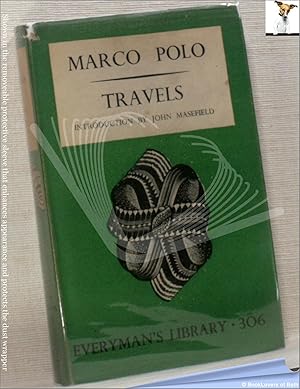 MARCO POLO
TRAVELS
INTRODUCTION BY JOHN MASEFIELD
EVERYMAN'S LIBRARY · 306
Shown in the removeable protective sleeve that enhances appearance and protects the dust wrapper
© BookLovers of Bath